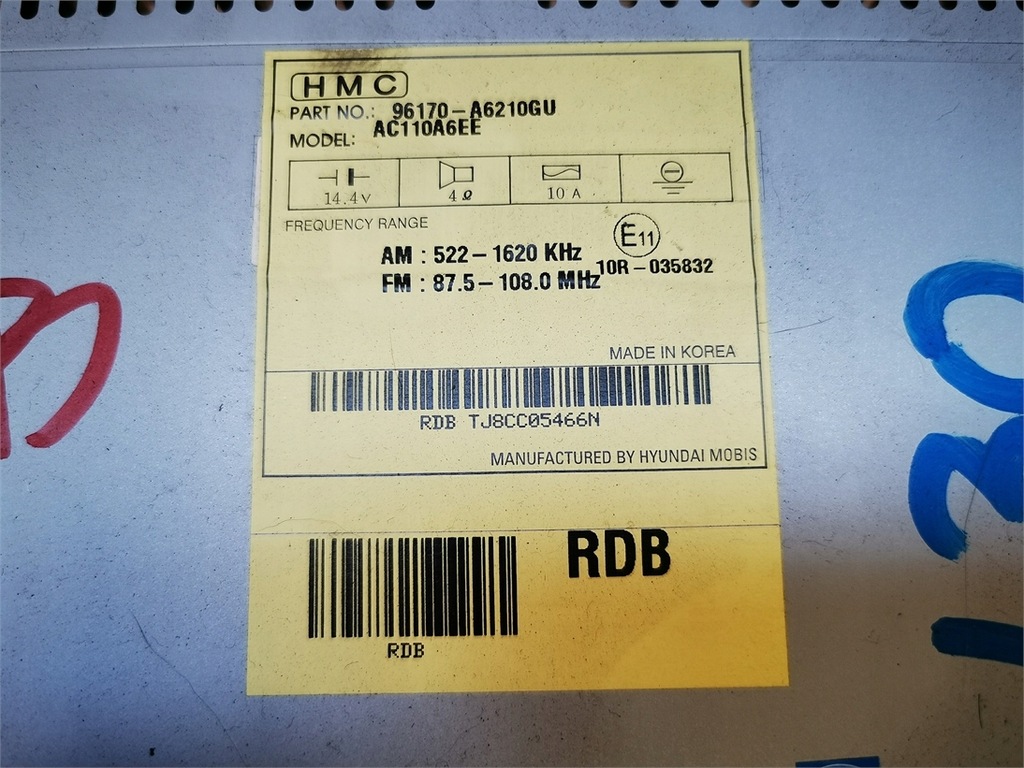 HMC
PART NO.: 96170-A6210GU
MODEL: AC110A6EE
14.4V 4Ω 10 A
FREQUENCY RANGE
E11
AM : 522-1620 KHz
10R-035832
FM : 87.5-108.0 MHz
MADE IN KOREA
RDB TJ8CC05466N
MANUFACTURED BY HYUNDAI MOBIS
RDB
RDB